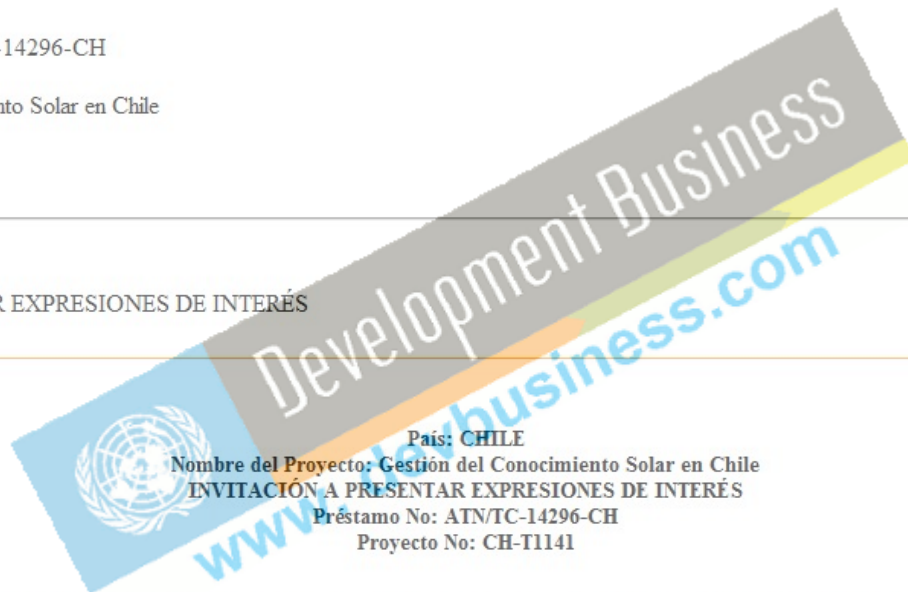 -14296-CH
nto Solar en Chile
R EXPRESIONES DE INTERÉS
Development Business
www.devbusiness.com
País: CHILE
Nombre del Proyecto: Gestión del Conocimiento Solar en Chile
INVITACIÓN A PRESENTAR EXPRESIONES DE INTERÉS
Préstamo No: ATN/TC-14296-CH
Proyecto No: CH-T1141